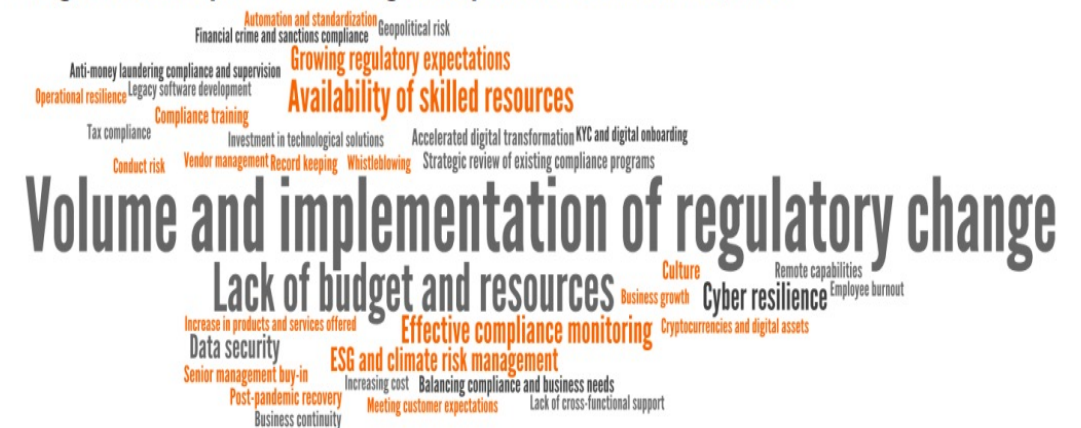 Automation and standardization
Financial crime and sanctions compliance
Geopolitical risk
Growing regulatory expectations
Anti-money laundering compliance and supervision
Operational resilience
Legacy software development
Availability of skilled resources
Compliance training
Tax compliance
Investment in technological solutions
Accelerated digital transformation
KYC and digital onboarding
Conduct risk
Vendor management
Record keeping
Whistleblowing
Strategic review of existing compliance programs
Volume and implementation of regulatory change
Lack of budget and resources
Culture
Remote capabilities
Business growth
Cyber resilience
Employee burnout
Increase in products and services offered
Effective compliance monitoring
Cryptocurrencies and digital assets
Data security
ESG and climate risk management
Senior management buy-in
Increasing cost
Balancing compliance and business needs
Post-pandemic recovery
Meeting customer expectations
Lack of cross-functional support
Business continuity